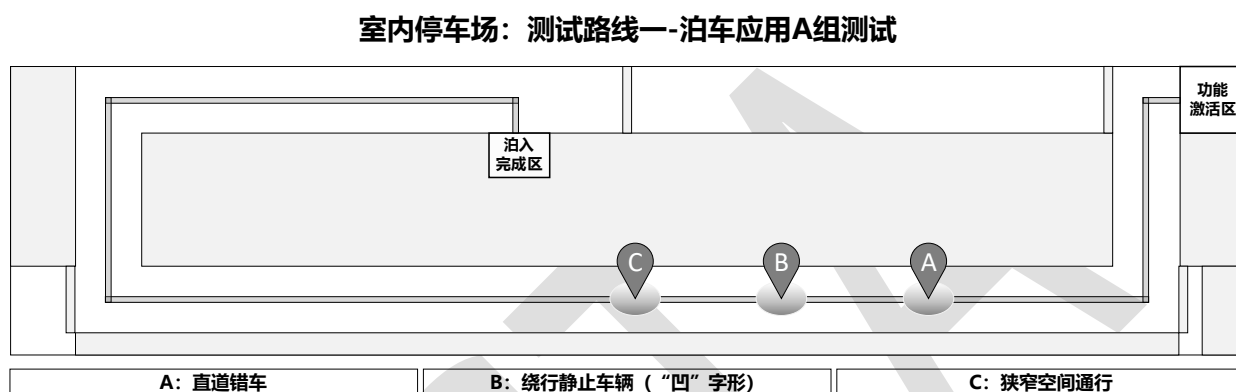 室内停车场：测试路线一-泊车应用A组测试
功能
激活区
泊入
完成区
C
B
A
A：直道错车
B：绕行静止车辆（“凹”字形）
C：狭窄空间通行